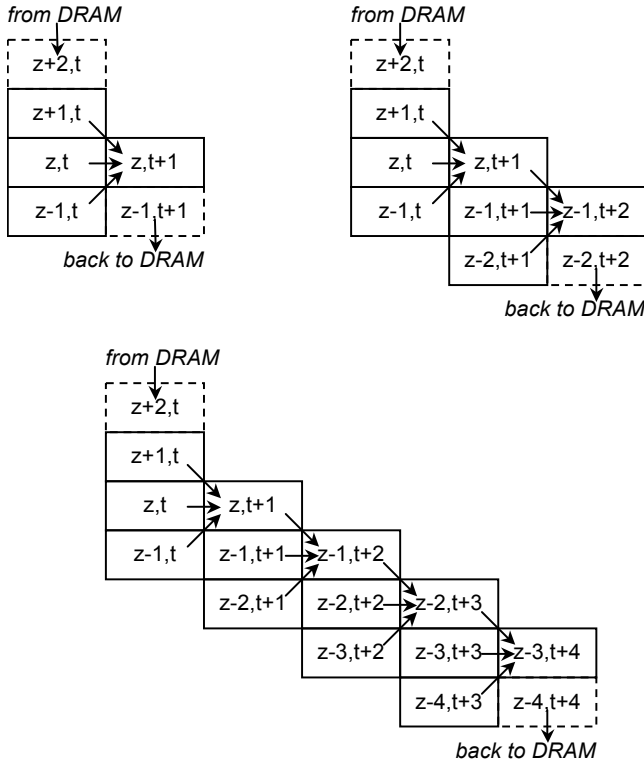 from DRAM
z+2,t
z+1,t
z,t z,t+1
z-1,t z-1,t+1
back to DRAM
from DRAM
z+2,t
z+1,t
z,t z,t+1
z-1,t z-1,t+1 z-1,t+2
z-2,t+1 z-2,t+2
back to DRAM
from DRAM
z+2,t
z+1,t
z,t z,t+1
z-1,t z-1,t+1 z-1,t+2
z-2,t+1 z-2,t+2 z-2,t+3
z-3,t+2 z-3,t+3 z-3,t+4
z-4,t+3 z-4,t+4
back to DRAM